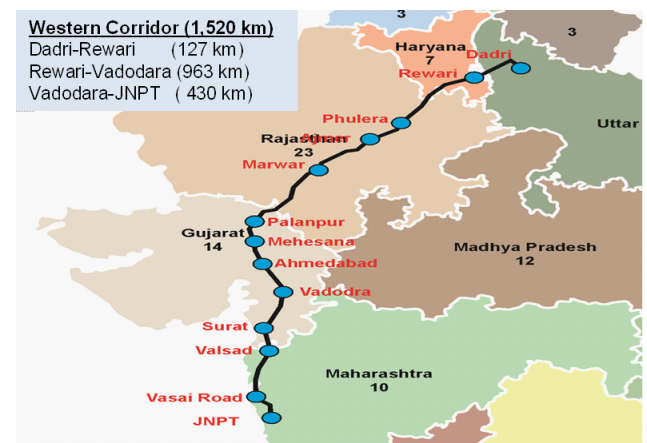 Western Corridor (1,520 km)
Dadri-Rewari (127 km)
Rewari-Vadodara (963 km)
Vadodara-JNPT ( 430 km)
3
3
Haryana
7
Dadri
Rewari
Uttar
Phulera
Ajmer
Rajasthan
23
Marwar
Palanpur
Gujarat
14
Mehesana
Madhya Pradesh
12
Ahmedabad
Vadodra
Surat
Valsad
Maharashtra
10
Vasai Road
JNPT